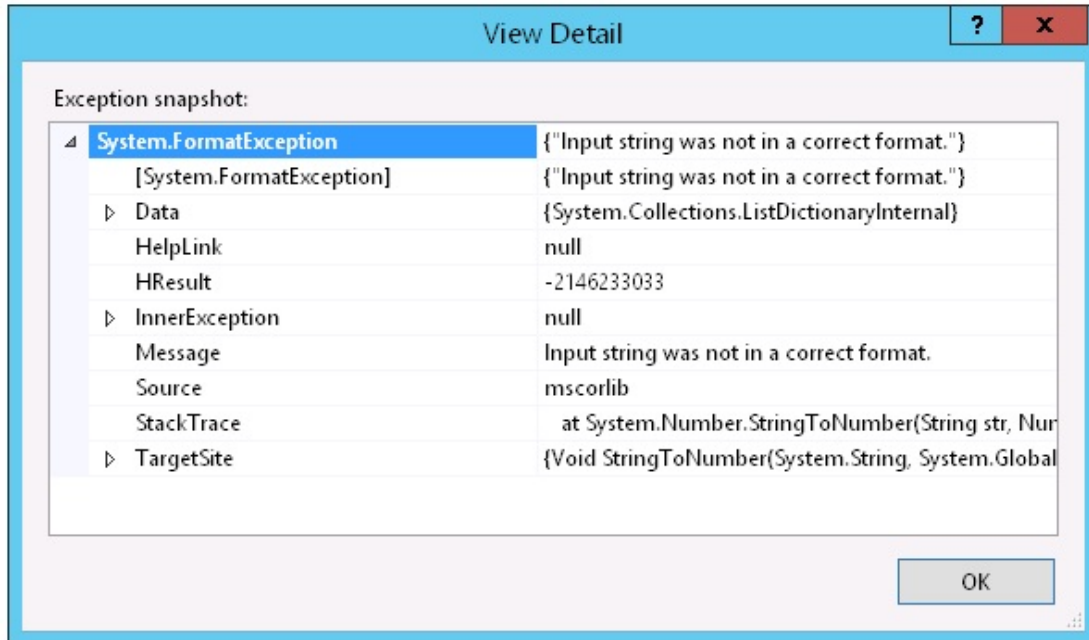 View Detail
?
x
Exception snapshot:
System.FormatException {"Input string was not in a correct format."}
[System.FormatException] {"Input string was not in a correct format."}
Data {System.Collections.ListDictionaryInternal}
HelpLink null
HResult -2146233033
InnerException null
Message Input string was not in a correct format.
Source mscorlib
StackTrace at System.Number.StringToNumber(String str, Nur
TargetSite {Void StringToNumber(System.String, System.Global
OK